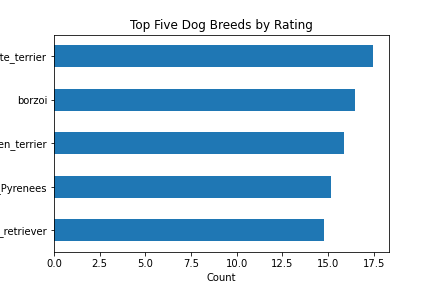 Top Five Dog Breeds by Rating
te_terrier
borzoi
en_terrier
_Pyrenees
_retriever
0.0 2.5 5.0 7.5 10.0 12.5 15.0 17.5
Count